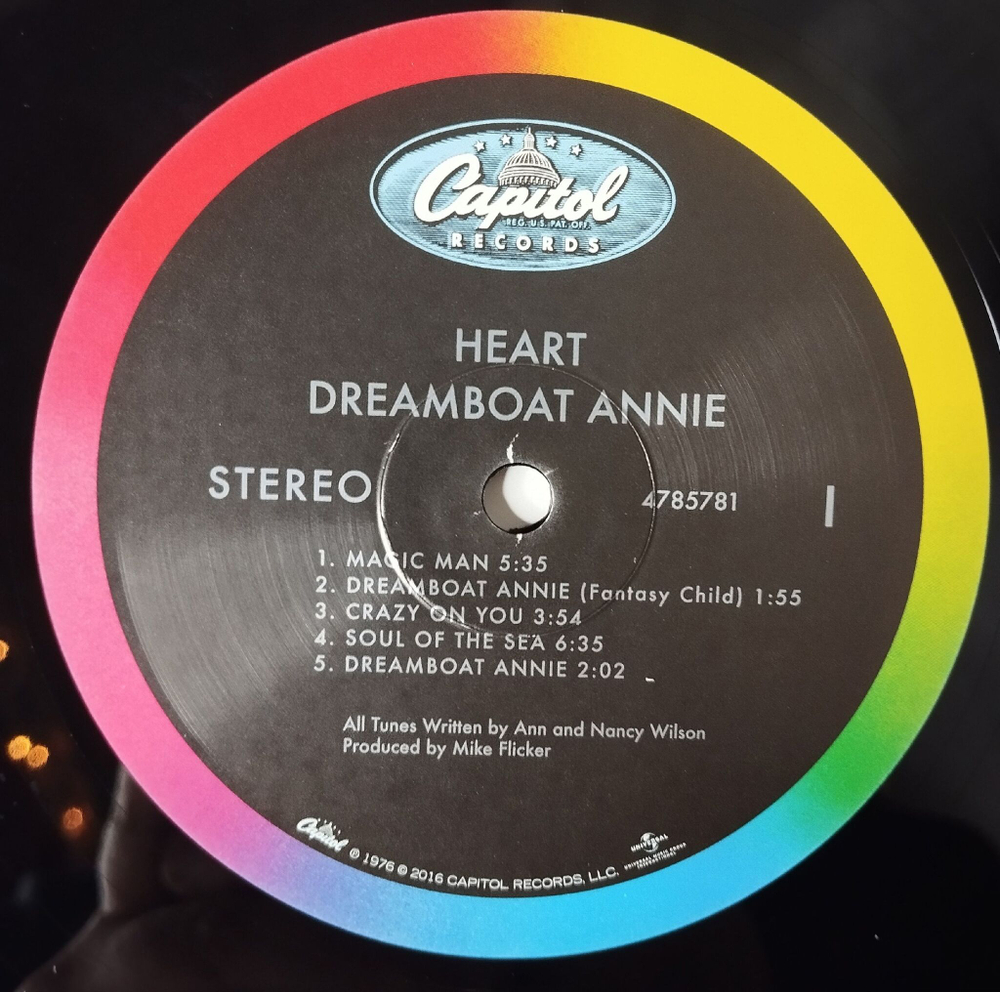 Capitol
REG. U.S. PAT. OFF.
RECORDS
HEART
DREAMBOAT ANNIE
STEREO
4785781
I
1. MAGIC MAN 5:35
2. DREAMBOAT ANNIE (Fantasy Child) 1:55
3. CRAZY ON YOU 3:54
4. SOUL OF THE SEA 6:35
5. DREAMBOAT ANNIE 2:02
All Tunes Written by Ann and Nancy Wilson
Produced by Mike Flicker
Capitol
℗ 1976 © 2016 CAPITOL RECORDS, LLC.
UNIVERSAL